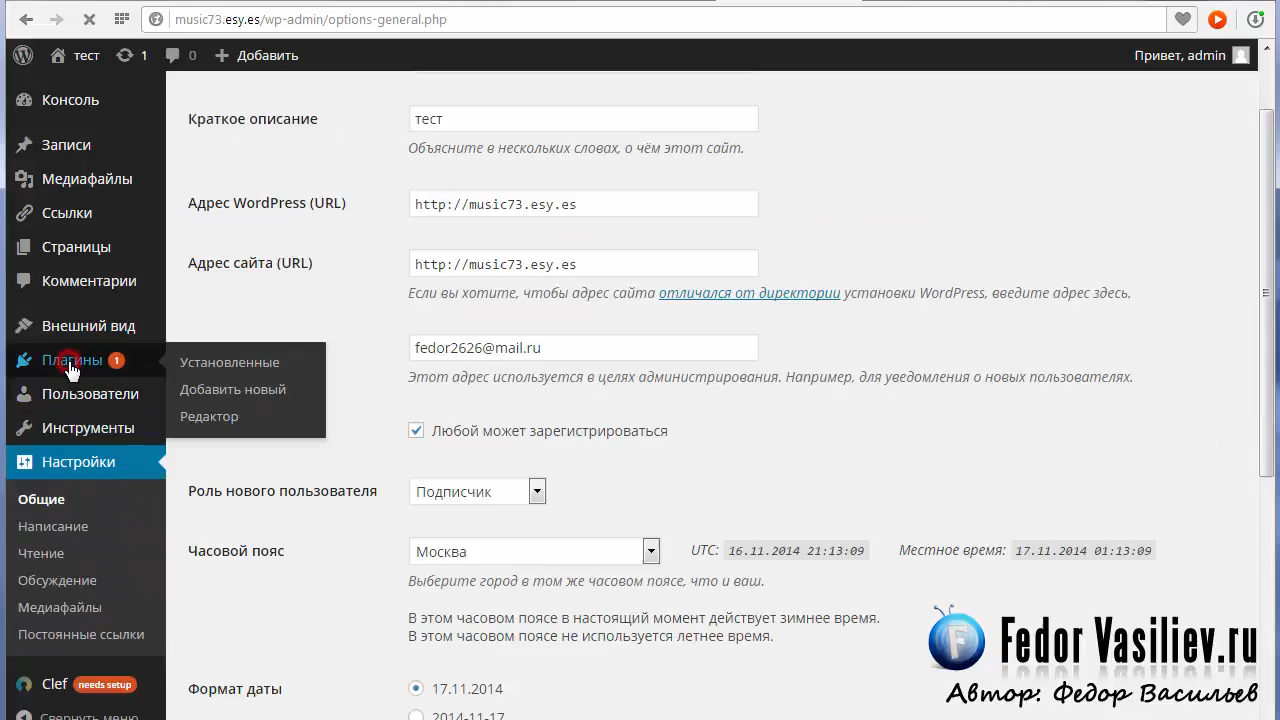 music73.esy.es/wp-admin/options-general.php
тест
1
0
Добавить
Привет, admin
Консоль
Записи
Медиафайлы
Ссылки
Страницы
Комментарии
Внешний вид
Плагины 1
Пользователи
Инструменты
Настройки
Общие
Написание
Чтение
Обсуждение
Медиафайлы
Постоянные ссылки
Clef needs setup
Свернуть меню
Установленные
Добавить новый
Редактор
Краткое описание
тест
Объясните в нескольких словах, о чём этот сайт.
Адрес WordPress (URL)
http://music73.esy.es
Адрес сайта (URL)
http://music73.esy.es
Если вы хотите, чтобы адрес сайта отличался от директории установки WordPress, введите адрес здесь.
fedor2626@mail.ru
Этот адрес используется в целях администрирования. Например, для уведомления о новых пользователях.
Любой может зарегистрироваться
Роль нового пользователя
Подписчик
Часовой пояс
Москва
UTC: 16.11.2014 21:13:09
Местное время: 17.11.2014 01:13:09
Выберите город в том же часовом поясе, что и ваш.
В этом часовом поясе в настоящий момент действует зимнее время.
В этом часовом поясе не используется летнее время.
Формат даты
17.11.2014
2014-11-17
F
Fedor Vasiliev.ru
Автор: Федор Васильев